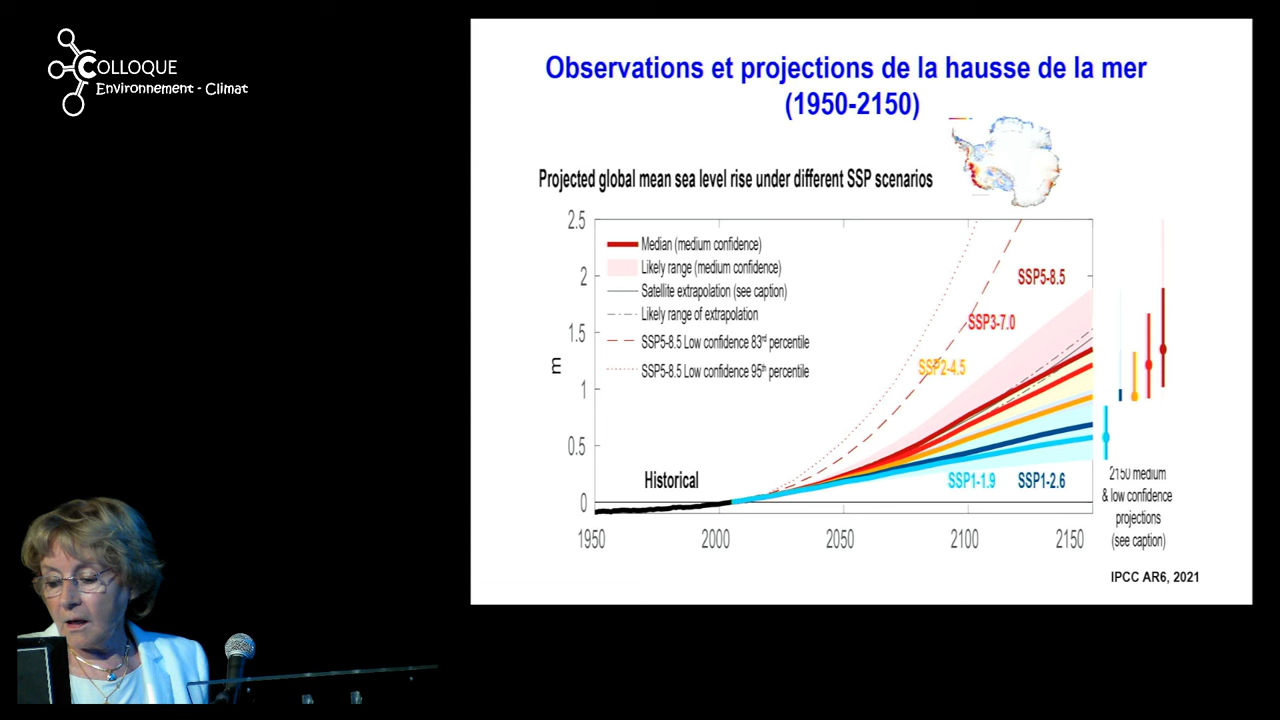 COLLOQUE
Environnement - Climat
Observations et projections de la hausse de la mer
(1950-2150)
Projected global mean sea level rise under different SSP scenarios
2.5
2
1.5
1
0.5
0
m
Median (medium confidence)
Likely range (medium confidence)
Satellite extrapolation (see caption)
Likely range of extrapolation
SSP5-8.5 Low confidence 83rd percentile
SSP5-8.5 Low confidence 95th percentile
SSP5-8.5
SSP3-7.0
SSP2-4.5
Historical
SSP1-1.9
SSP1-2.6
1950
2000
2050
2100
2150
2150 medium
& low confidence
projections
(see caption)
IPCC AR6, 2021